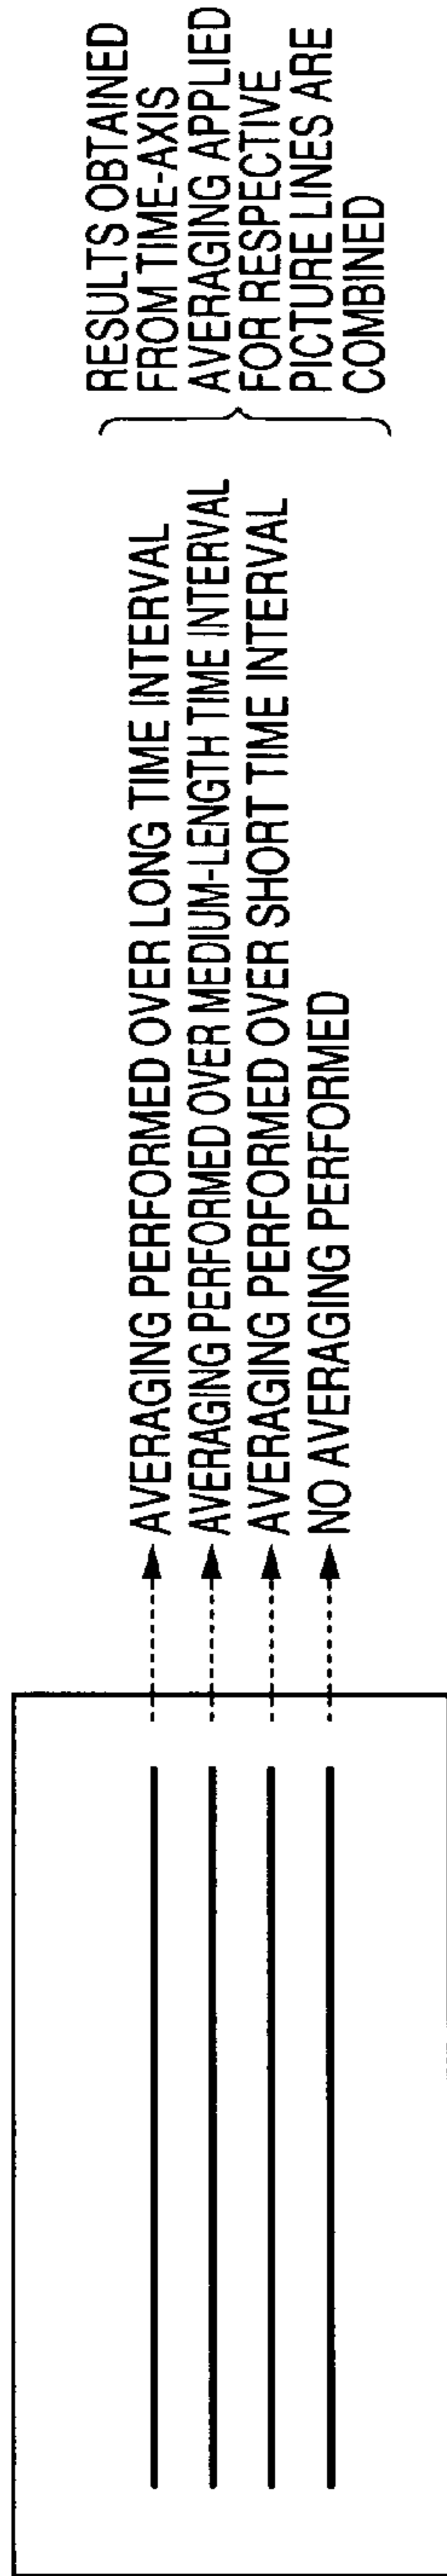 AVERAGING PERFORMED OVER LONG TIME INTERVAL
AVERAGING PERFORMED OVER MEDIUM-LENGTH TIME INTERVAL
AVERAGING PERFORMED OVER SHORT TIME INTERVAL
NO AVERAGING PERFORMED
RESULTS OBTAINED
FROM TIME-AXIS
AVERAGING APPLIED
FOR RESPECTIVE
PICTURE LINES ARE
COMBINED